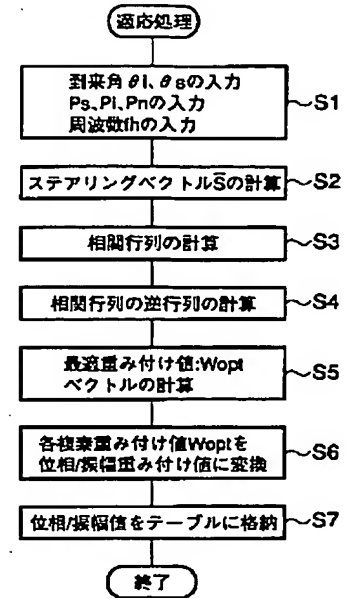 適応処理
到来角θi、θsの入力
Ps、Pi、Pnの入力
周波数fhの入力
S1
ステアリングベクトルS̅の計算
S2
相関行列の計算
S3
相関行列の逆行列の計算
S4
最適重み付け値:Wopt
ベクトルの計算
S5
各複素重み付け値Woptを
位相/振幅重み付け値に変換
S6
位相/振幅値をテーブルに格納
S7
終了